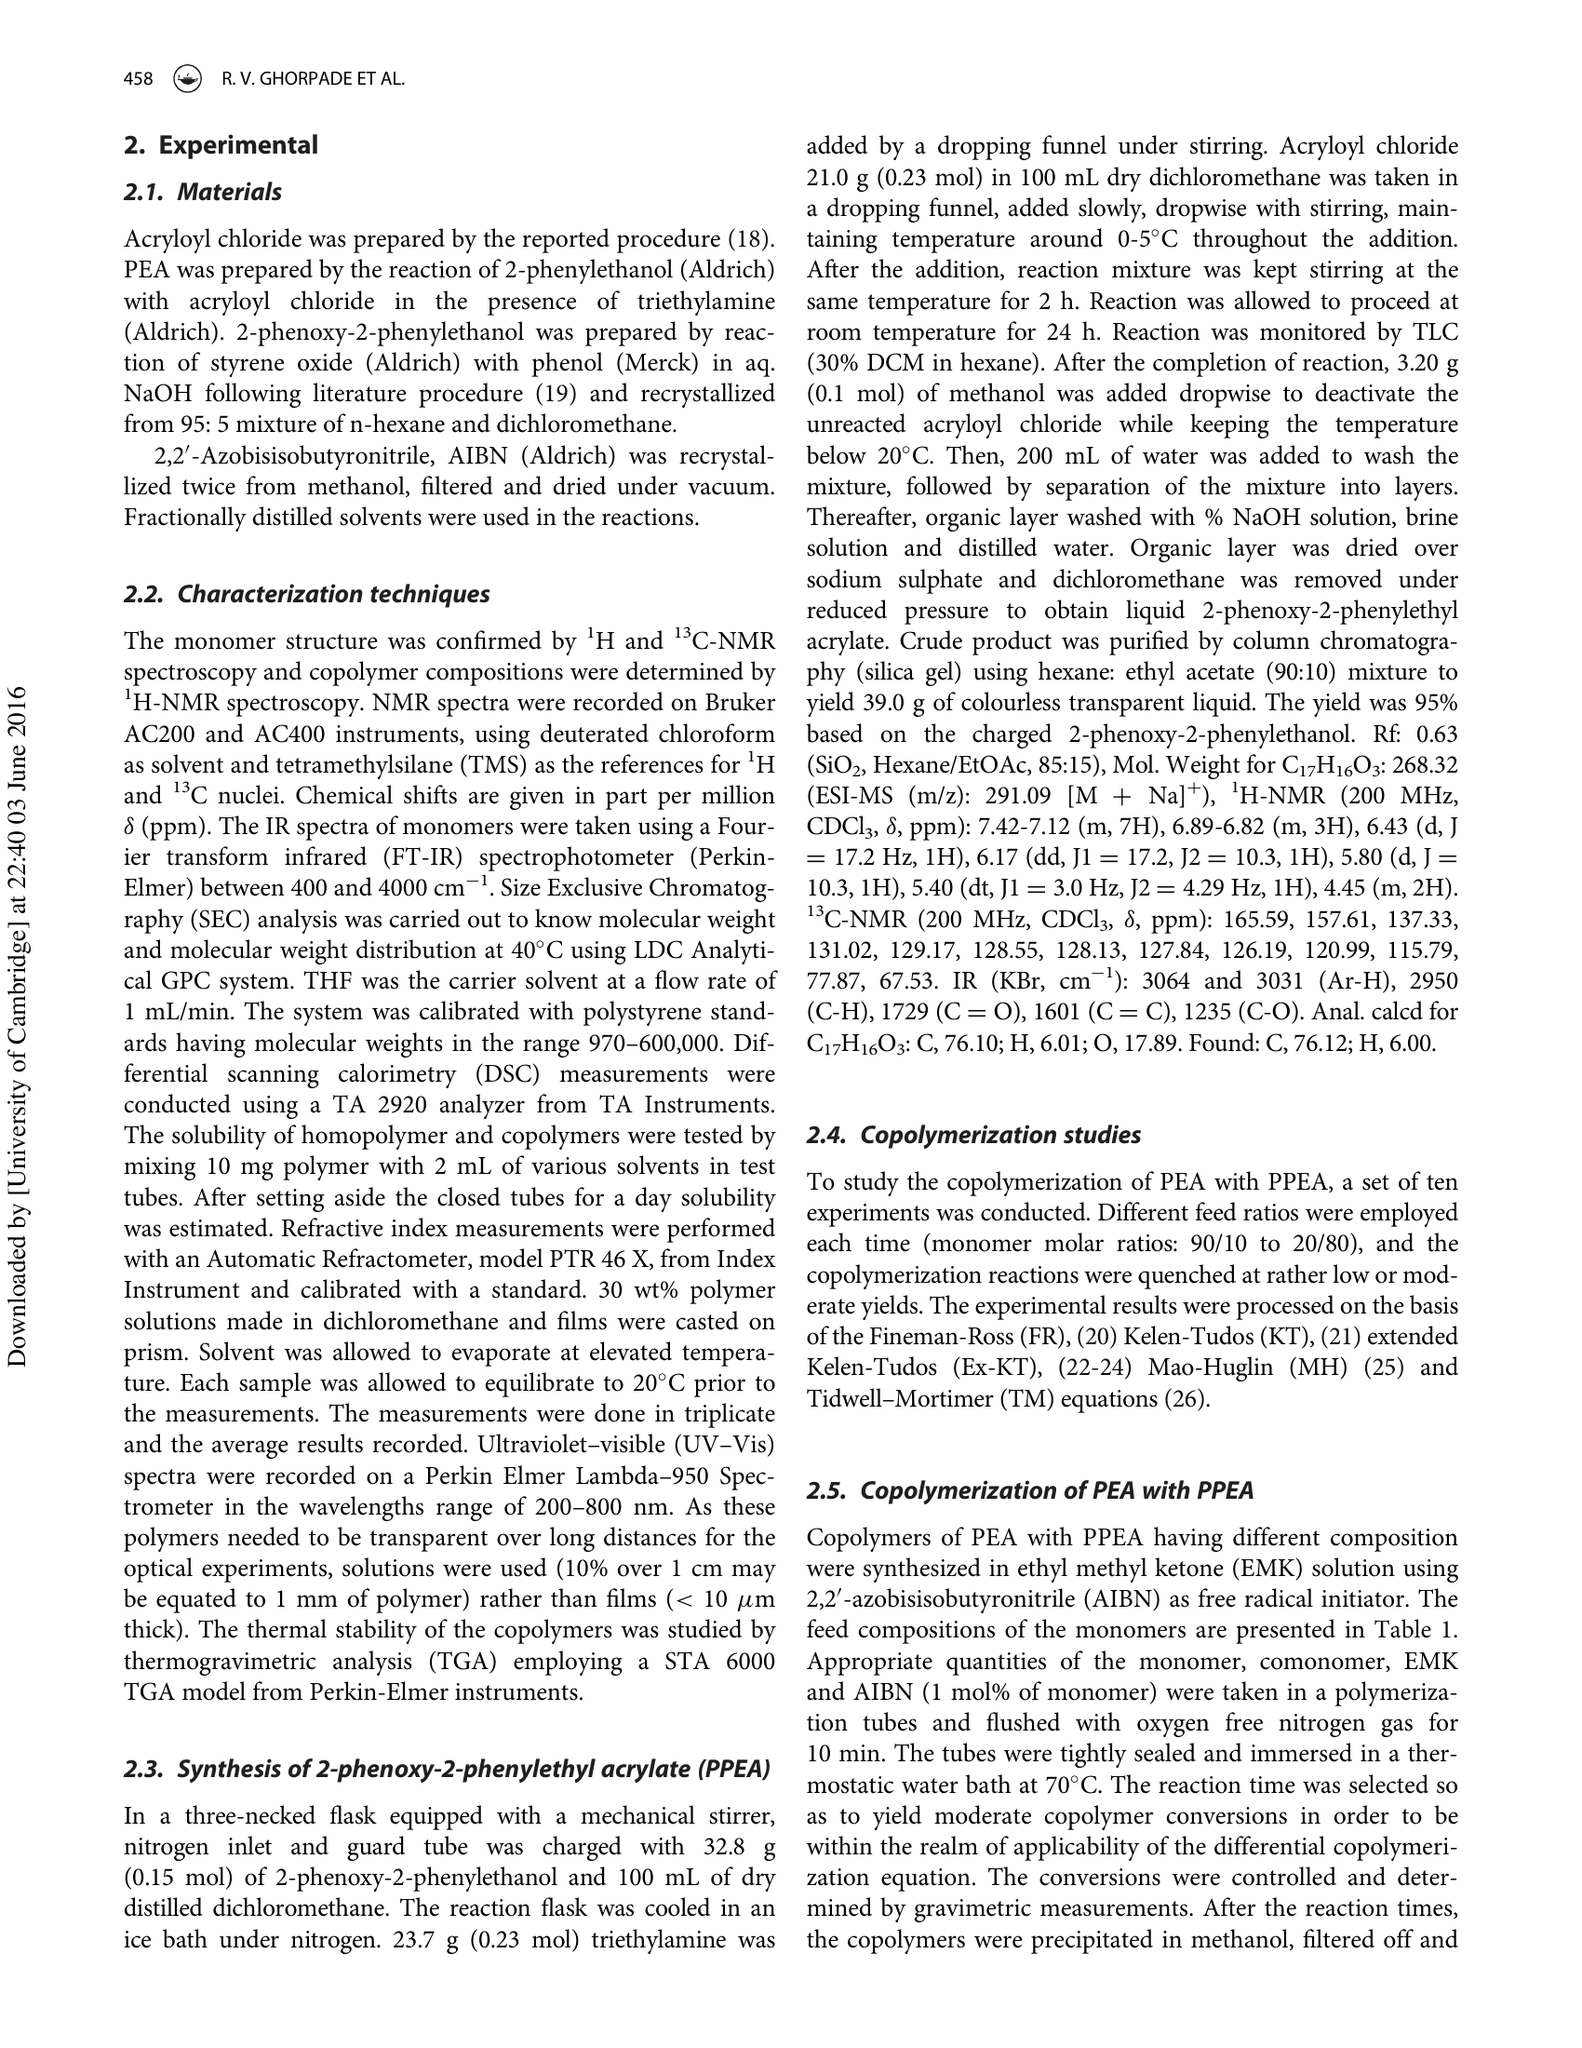 458 R. V. GHORPADE ET AL.
2. Experimental
2.1. Materials
Acryloyl chloride was prepared by the reported procedure (18).
PEA was prepared by the reaction of 2-phenylethanol (Aldrich)
with acryloyl chloride in the presence of triethylamine
(Aldrich). 2-phenoxy-2-phenylethanol was prepared by reac-
tion of styrene oxide (Aldrich) with phenol (Merck) in aq.
NaOH following literature procedure (19) and recrystallized
from 95: 5 mixture of n-hexane and dichloromethane.
2,2′-Azobisisobutyronitrile, AIBN (Aldrich) was recrystal-
lized twice from methanol, filtered and dried under vacuum.
Fractionally distilled solvents were used in the reactions.
2.2. Characterization techniques
The monomer structure was confirmed by ¹H and ¹³C-NMR
spectroscopy and copolymer compositions were determined by
¹H-NMR spectroscopy. NMR spectra were recorded on Bruker
AC200 and AC400 instruments, using deuterated chloroform
as solvent and tetramethylsilane (TMS) as the references for ¹H
and ¹³C nuclei. Chemical shifts are given in part per million
δ (ppm). The IR spectra of monomers were taken using a Four-
ier transform infrared (FT-IR) spectrophotometer (Perkin-
Elmer) between 400 and 4000 cm⁻¹. Size Exclusive Chromatog-
raphy (SEC) analysis was carried out to know molecular weight
and molecular weight distribution at 40°C using LDC Analyti-
cal GPC system. THF was the carrier solvent at a flow rate of
1 mL/min. The system was calibrated with polystyrene stand-
ards having molecular weights in the range 970–600,000. Dif-
ferential scanning calorimetry (DSC) measurements were
conducted using a TA 2920 analyzer from TA Instruments.
The solubility of homopolymer and copolymers were tested by
mixing 10 mg polymer with 2 mL of various solvents in test
tubes. After setting aside the closed tubes for a day solubility
was estimated. Refractive index measurements were performed
with an Automatic Refractometer, model PTR 46 X, from Index
Instrument and calibrated with a standard. 30 wt% polymer
solutions made in dichloromethane and films were casted on
prism. Solvent was allowed to evaporate at elevated tempera-
ture. Each sample was allowed to equilibrate to 20°C prior to
the measurements. The measurements were done in triplicate
and the average results recorded. Ultraviolet–visible (UV–Vis)
spectra were recorded on a Perkin Elmer Lambda–950 Spec-
trometer in the wavelengths range of 200–800 nm. As these
polymers needed to be transparent over long distances for the
optical experiments, solutions were used (10% over 1 cm may
be equated to 1 mm of polymer) rather than films (< 10 μm
thick). The thermal stability of the copolymers was studied by
thermogravimetric analysis (TGA) employing a STA 6000
TGA model from Perkin-Elmer instruments.
2.3. Synthesis of 2-phenoxy-2-phenylethyl acrylate (PPEA)
In a three-necked flask equipped with a mechanical stirrer,
nitrogen inlet and guard tube was charged with 32.8 g
(0.15 mol) of 2-phenoxy-2-phenylethanol and 100 mL of dry
distilled dichloromethane. The reaction flask was cooled in an
ice bath under nitrogen. 23.7 g (0.23 mol) triethylamine was
added by a dropping funnel under stirring. Acryloyl chloride
21.0 g (0.23 mol) in 100 mL dry dichloromethane was taken in
a dropping funnel, added slowly, dropwise with stirring, main-
taining temperature around 0-5°C throughout the addition.
After the addition, reaction mixture was kept stirring at the
same temperature for 2 h. Reaction was allowed to proceed at
room temperature for 24 h. Reaction was monitored by TLC
(30% DCM in hexane). After the completion of reaction, 3.20 g
(0.1 mol) of methanol was added dropwise to deactivate the
unreacted acryloyl chloride while keeping the temperature
below 20°C. Then, 200 mL of water was added to wash the
mixture, followed by separation of the mixture into layers.
Thereafter, organic layer washed with % NaOH solution, brine
solution and distilled water. Organic layer was dried over
sodium sulphate and dichloromethane was removed under
reduced pressure to obtain liquid 2-phenoxy-2-phenylethyl
acrylate. Crude product was purified by column chromatogra-
phy (silica gel) using hexane: ethyl acetate (90:10) mixture to
yield 39.0 g of colourless transparent liquid. The yield was 95%
based on the charged 2-phenoxy-2-phenylethanol. Rf: 0.63
(SiO₂, Hexane/EtOAc, 85:15), Mol. Weight for C₁₇H₁₆O₃: 268.32
(ESI-MS (m/z): 291.09 [M + Na]⁺), ¹H-NMR (200 MHz,
CDCl₃, δ, ppm): 7.42-7.12 (m, 7H), 6.89-6.82 (m, 3H), 6.43 (d, J
= 17.2 Hz, 1H), 6.17 (dd, J1 = 17.2, J2 = 10.3, 1H), 5.80 (d, J =
10.3, 1H), 5.40 (dt, J1 = 3.0 Hz, J2 = 4.29 Hz, 1H), 4.45 (m, 2H).
¹³C-NMR (200 MHz, CDCl₃, δ, ppm): 165.59, 157.61, 137.33,
131.02, 129.17, 128.55, 128.13, 127.84, 126.19, 120.99, 115.79,
77.87, 67.53. IR (KBr, cm⁻¹): 3064 and 3031 (Ar-H), 2950
(C-H), 1729 (C = O), 1601 (C = C), 1235 (C-O). Anal. calcd for
C₁₇H₁₆O₃: C, 76.10; H, 6.01; O, 17.89. Found: C, 76.12; H, 6.00.
2.4. Copolymerization studies
To study the copolymerization of PEA with PPEA, a set of ten
experiments was conducted. Different feed ratios were employed
each time (monomer molar ratios: 90/10 to 20/80), and the
copolymerization reactions were quenched at rather low or mod-
erate yields. The experimental results were processed on the basis
of the Fineman-Ross (FR), (20) Kelen-Tudos (KT), (21) extended
Kelen-Tudos (Ex-KT), (22-24) Mao-Huglin (MH) (25) and
Tidwell–Mortimer (TM) equations (26).
2.5. Copolymerization of PEA with PPEA
Copolymers of PEA with PPEA having different composition
were synthesized in ethyl methyl ketone (EMK) solution using
2,2′-azobisisobutyronitrile (AIBN) as free radical initiator. The
feed compositions of the monomers are presented in Table 1.
Appropriate quantities of the monomer, comonomer, EMK
and AIBN (1 mol% of monomer) were taken in a polymeriza-
tion tubes and flushed with oxygen free nitrogen gas for
10 min. The tubes were tightly sealed and immersed in a ther-
mostatic water bath at 70°C. The reaction time was selected so
as to yield moderate copolymer conversions in order to be
within the realm of applicability of the differential copolymeri-
zation equation. The conversions were controlled and deter-
mined by gravimetric measurements. After the reaction times,
the copolymers were precipitated in methanol, filtered off and
Downloaded by [University of Cambridge] at 22:40 03 June 2016